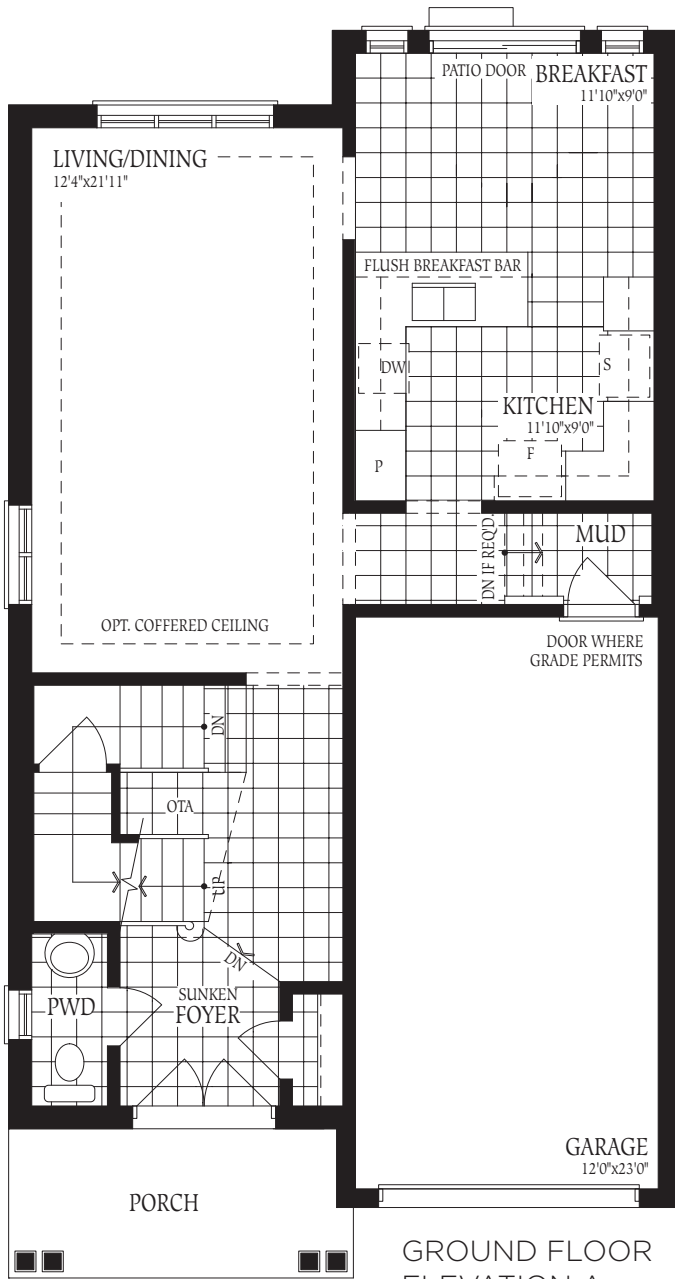 PATIO DOOR
BREAKFAST
11'10"x9'0"
LIVING/DINING
12'4"x21'11"
FLUSH BREAKFAST BAR
DW
S
KITCHEN
11'10"x9'0"
P
F
DN IF REQ'D.
MUD
OPT. COFFERED CEILING
DOOR WHERE
GRADE PERMITS
DN
OTA
UP
DN
PWD
SUNKEN
FOYER
GARAGE
12'0"x23'0"
PORCH
GROUND FLOOR
ELEVATION A